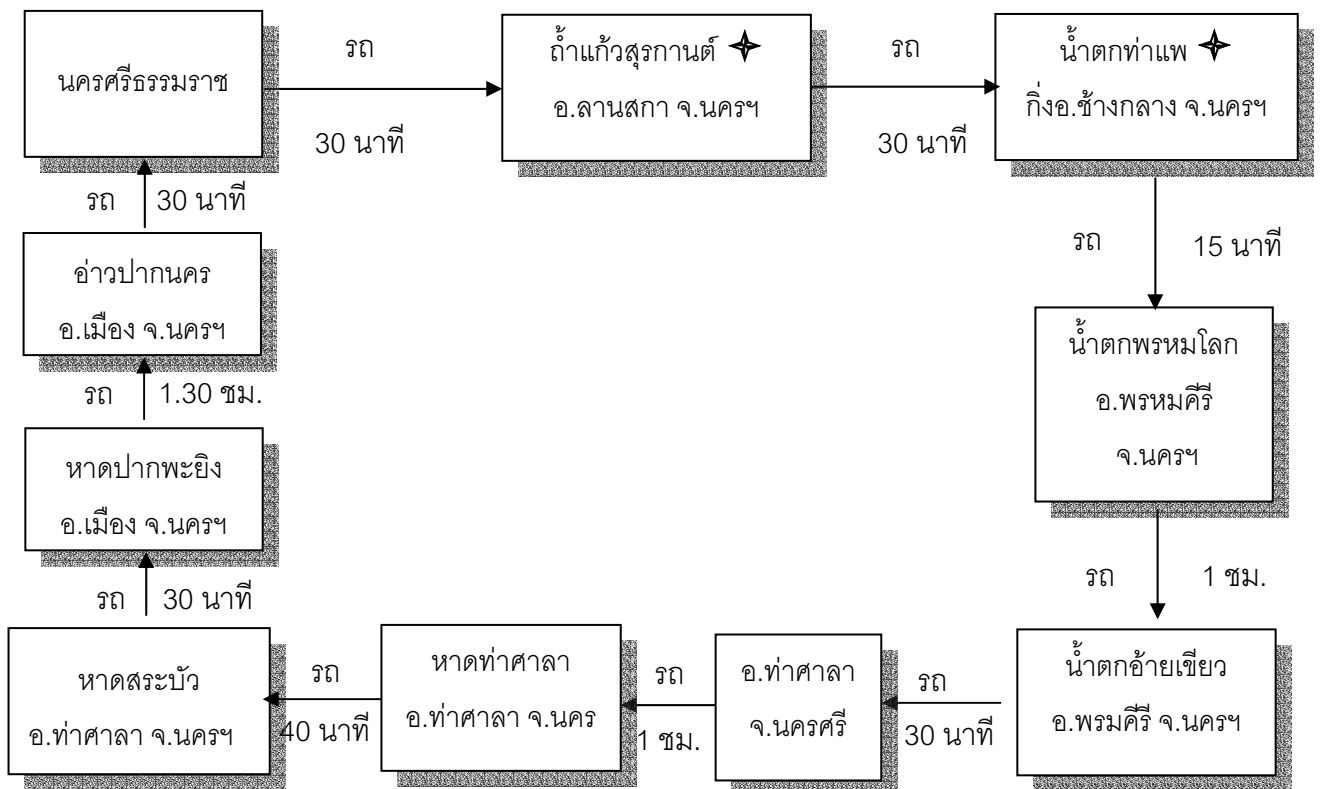 นครศรีธรรมราช
รถ
30 นาที
ถ้ำแก้วสุรกานต์
อ.ลานสกา จ.นครฯ
รถ
30 นาที
น้ำตกท่าแพ
กิ่งอ.ช้างกลาง จ.นครฯ
รถ
15 นาที
น้ำตกพรหมโลก
อ.พรหมคีรี
จ.นครฯ
รถ
1 ชม.
น้ำตกอ้ายเขียว
อ.พรมคีรี จ.นครฯ
รถ
30 นาที
อ.ท่าศาลา
จ.นครศรี
รถ
1 ชม.
หาดท่าศาลา
อ.ท่าศาลา จ.นคร
รถ
40 นาที
หาดสระบัว
อ.ท่าศาลา จ.นครฯ
รถ
30 นาที
หาดปากพะยิง
อ.เมือง จ.นครฯ
รถ
1.30 ชม.
อ่าวปากนคร
อ.เมือง จ.นครฯ
รถ
30 นาที